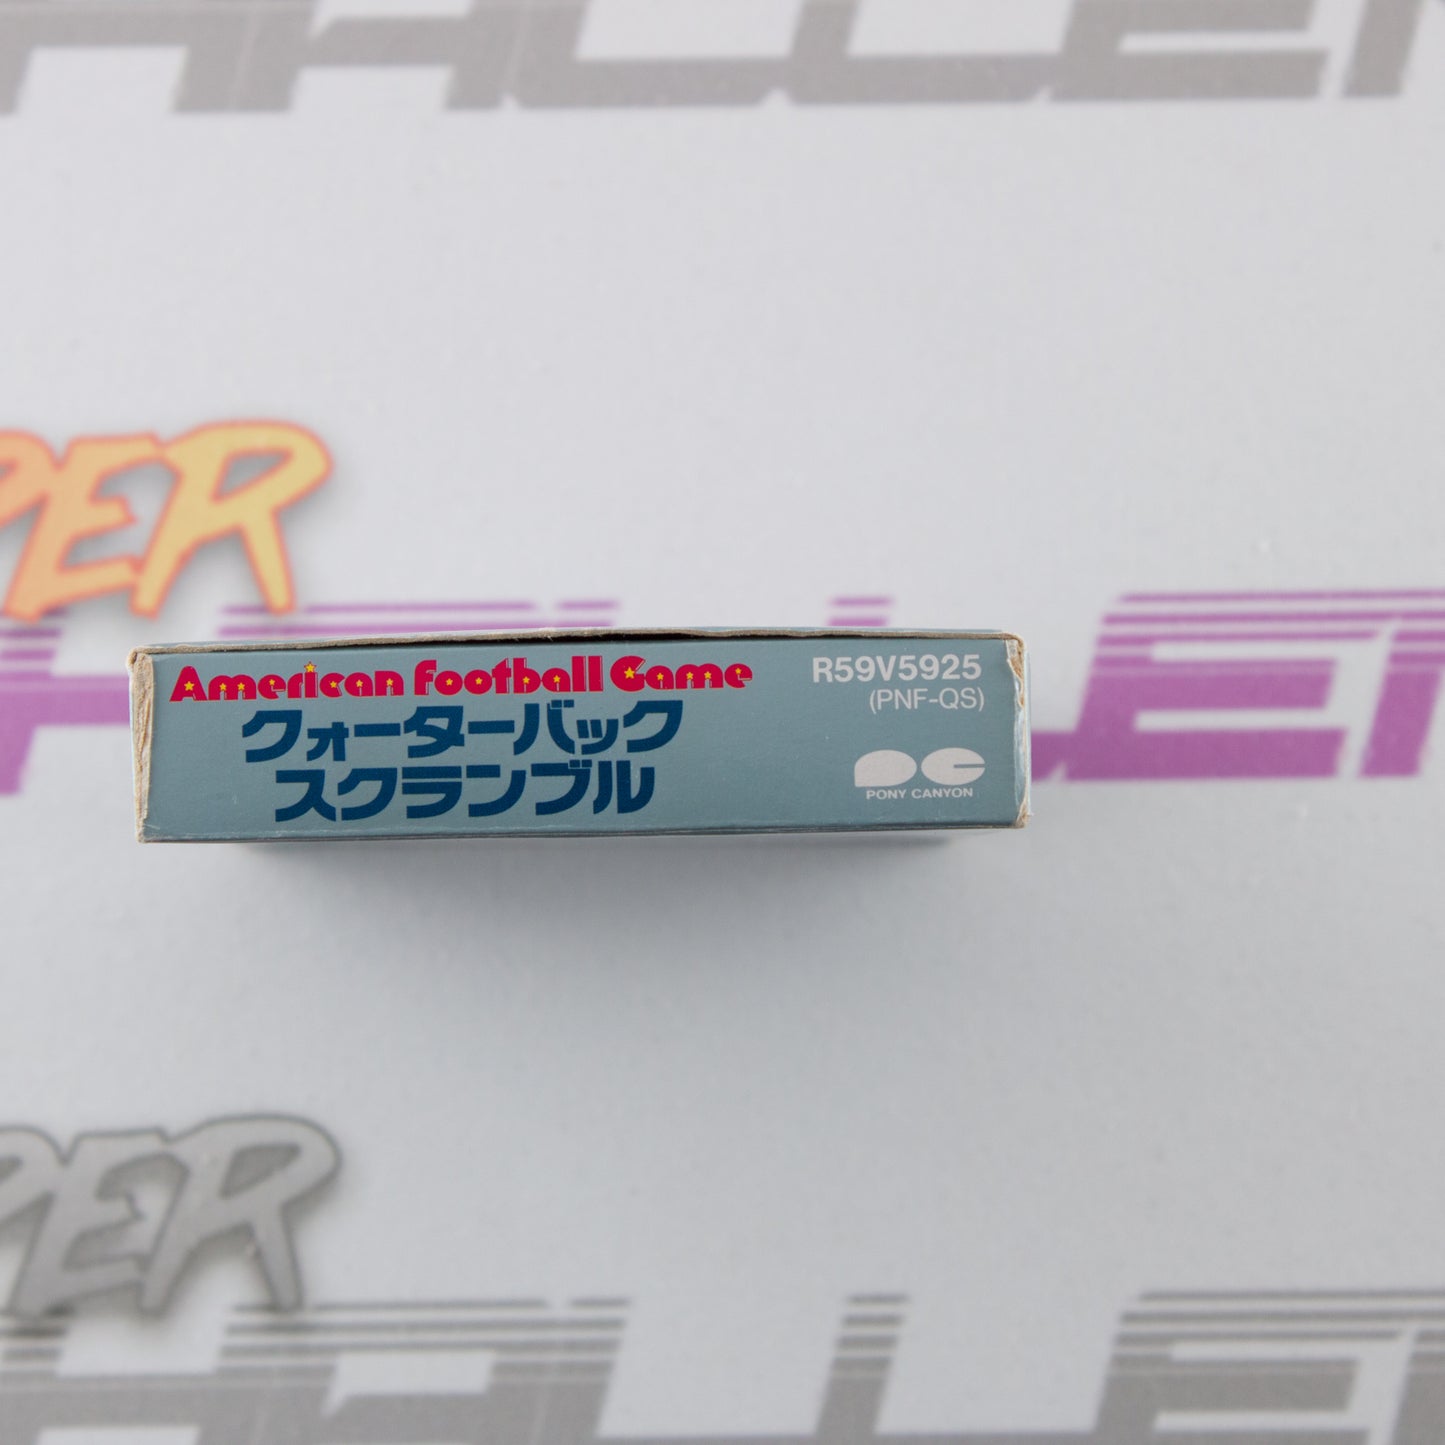 American Football Game
クォーターバック
スクランブル
R59V5925
(PNF-QS)
PC
PONY CANYON